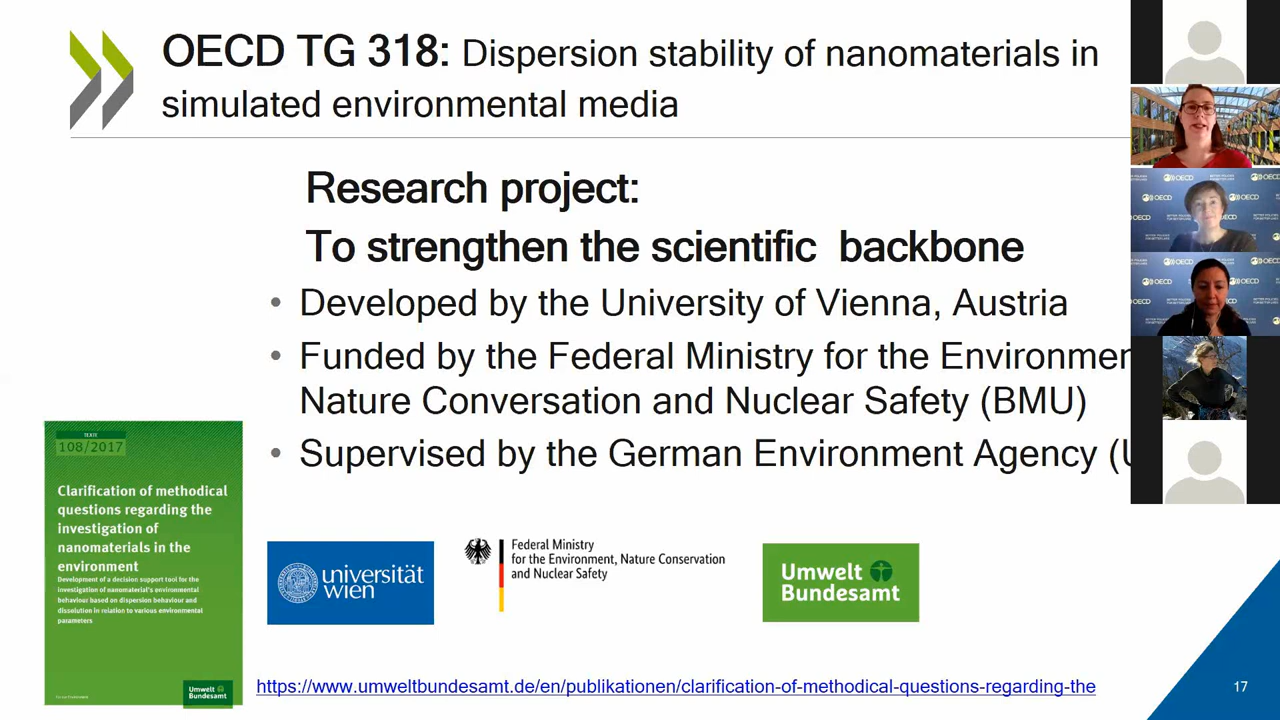 OECD TG 318: Dispersion stability of nanomaterials in
simulated environmental media
Research project:
To strengthen the scientific backbone
• Developed by the University of Vienna, Austria
• Funded by the Federal Ministry for the Environmen
Nature Conversation and Nuclear Safety (BMU)
• Supervised by the German Environment Agency (U
TEXTE
108/2017
Clarification of methodical
questions regarding the
investigation of
nanomaterials in the
environment
Development of a decision support tool for the
investigation of nanomaterial's environmental
behaviour based on dispersion behaviour and
dissolution in relation to various environmental
parameters
Umwelt
Bundesamt
universität
wien
Federal Ministry
for the Environment, Nature Conservation
and Nuclear Safety
Umwelt
Bundesamt
https://www.umweltbundesamt.de/en/publikationen/clarification-of-methodical-questions-regarding-the
17
OECD
OECD
OECD
OECD